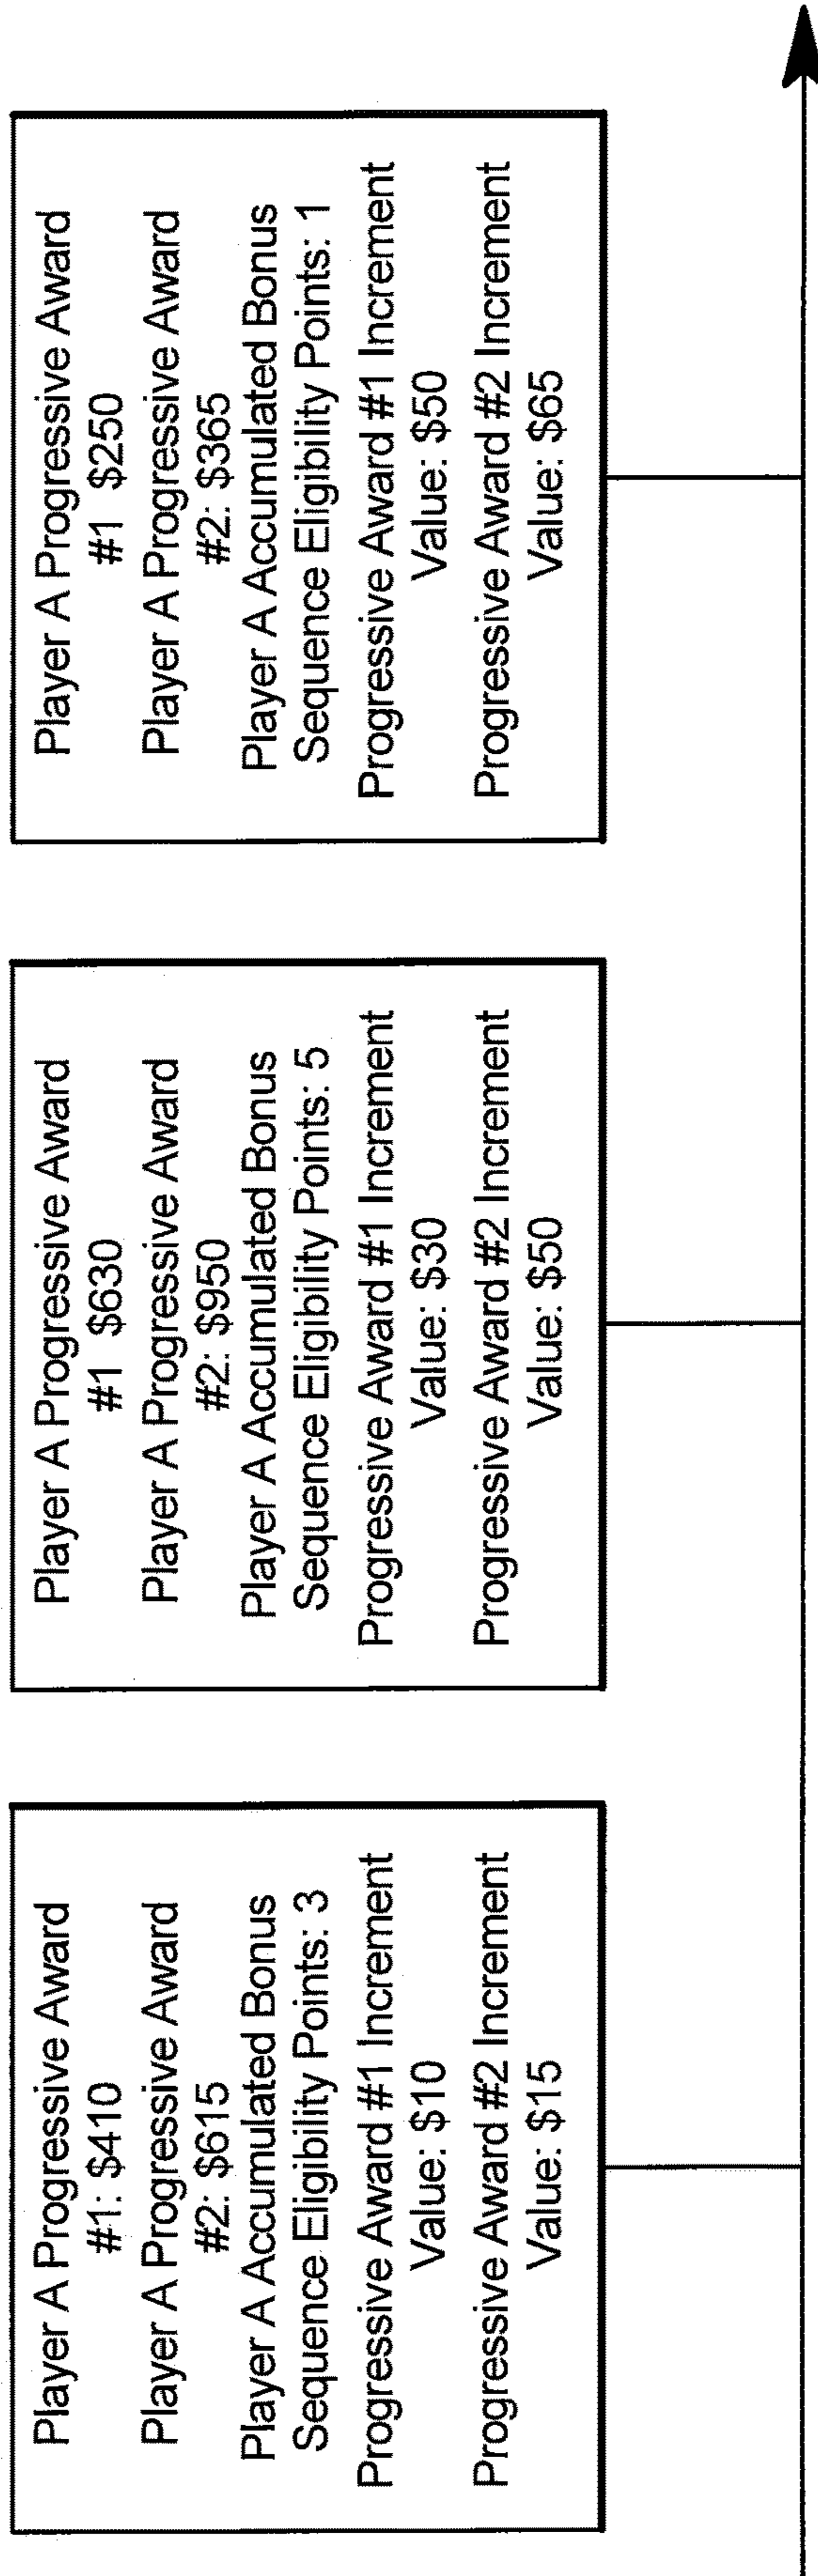 Player A Progressive Award
#1: $410
Player A Progressive Award
#2: $615
Player A Accumulated Bonus
Sequence Eligibility Points: 3
Progressive Award #1 Increment
Value: $10
Progressive Award #2 Increment
Value: $15
Player A Progressive Award
#1 $630
Player A Progressive Award
#2: $950
Player A Accumulated Bonus
Sequence Eligibility Points: 5
Progressive Award #1 Increment
Value: $30
Progressive Award #2 Increment
Value: $50
Player A Progressive Award
#1 $250
Player A Progressive Award
#2: $365
Player A Accumulated Bonus
Sequence Eligibility Points: 1
Progressive Award #1 Increment
Value: $50
Progressive Award #2 Increment
Value: $65